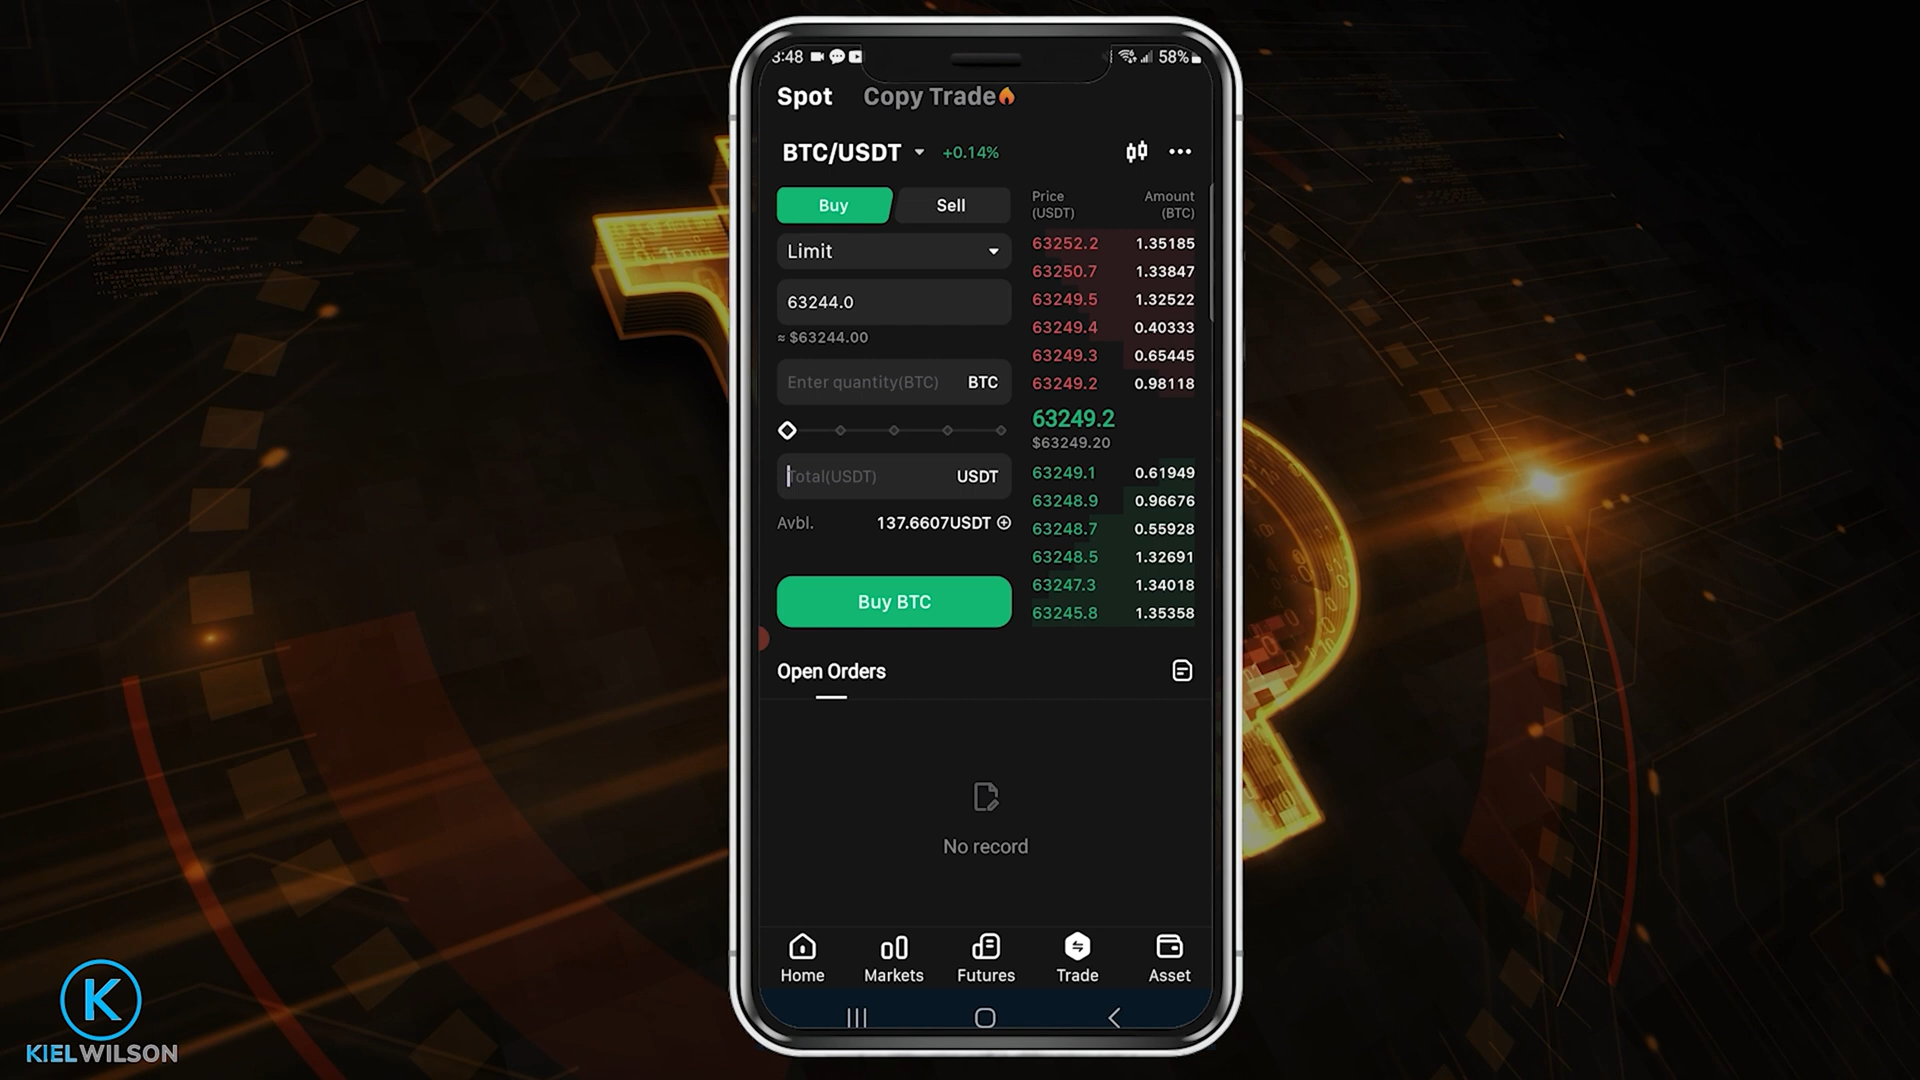 3:48
58%
Spot Copy Trade
BTC/USDT +0.14%
Buy Sell
Limit
63244.0
≈ $63244.00
Enter quantity(BTC) BTC
Total(USDT) USDT
Avbl. 137.6607USDT
Buy BTC
Price Amount
(USDT) (BTC)
63252.2 1.35185
63250.7 1.33847
63249.5 1.32522
63249.4 0.40333
63249.3 0.65445
63249.2 0.98118
63249.2
$63249.20
63249.1 0.61949
63248.9 0.96676
63248.7 0.55928
63248.5 1.32691
63247.3 1.34018
63245.8 1.35358
Open Orders
No record
Home Markets Futures Trade Asset
K
KIELWILSON